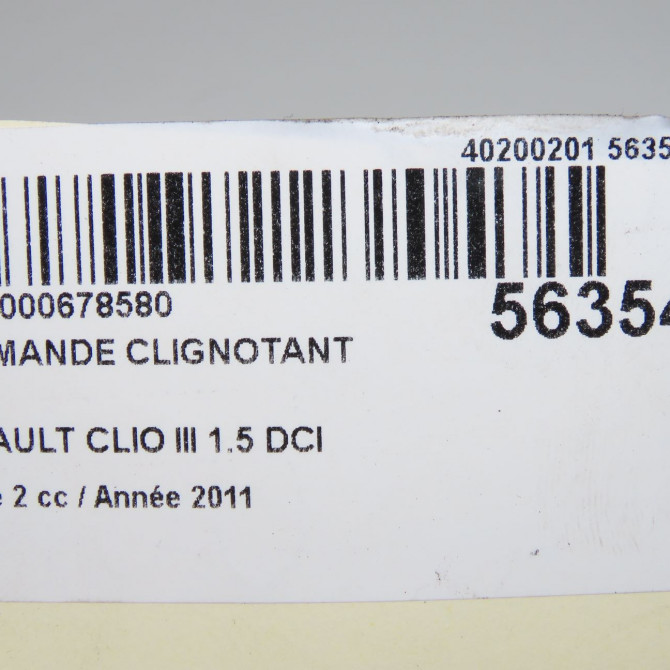 40200201 5635
000678580
56354
MANDE CLIGNOTANT
AULT CLIO III 1.5 DCI
e 2 cc / Année 2011